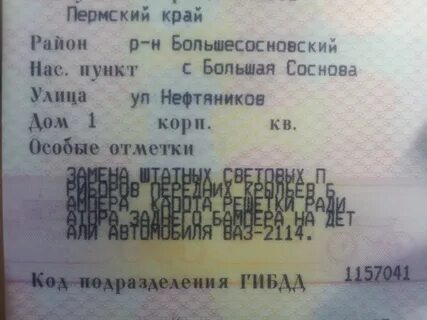 Пермский край
Район р-н Большесосновский
Нас. пункт с Большая Соснова
Улица ул Нефтяников
Дом 1 корп. кв.
Особые отметки
ЗАМЕНА ШТАТНЫХ СВЕТОВЫХ П
РИБОРОВ ПЕРЕДНИХ КРЫЛЬЕВ Б
АМПЕРА КАПОТА РЕШЕТКИ РАДИ
АТОРА ЗАДНЕГО БАМПЕРА НА ДЕТ
АЛИ АВТОМОБИЛЯ ВАЗ-2114.
Код подразделения ГИБДД 1157041